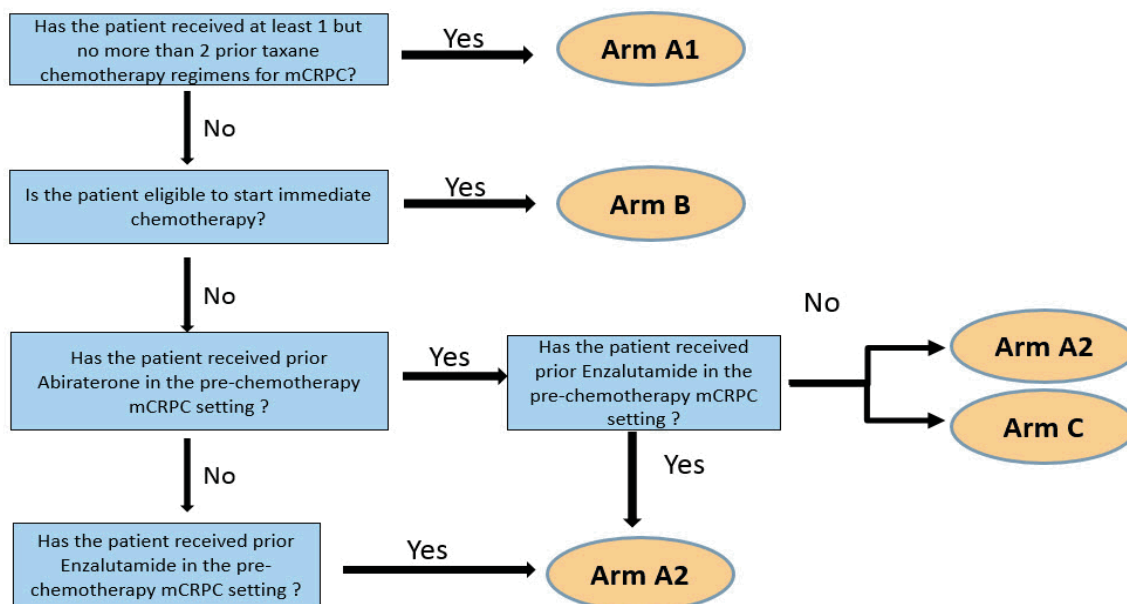 Has the patient received at least 1 but
no more than 2 prior taxane
chemotherapy regimens for mCRPC?
Yes
Arm A1
No
Is the patient eligible to start immediate
chemotherapy?
Yes
Arm B
No
Has the patient received prior
Abiraterone in the pre-chemotherapy
mCRPC setting ?
Yes
Has the patient received
prior Enzalutamide in the
pre-chemotherapy mCRPC
setting ?
No
Arm A2
Arm C
No
Yes
Has the patient received prior
Enzalutamide in the pre-
chemotherapy mCRPC setting ?
Yes
Arm A2